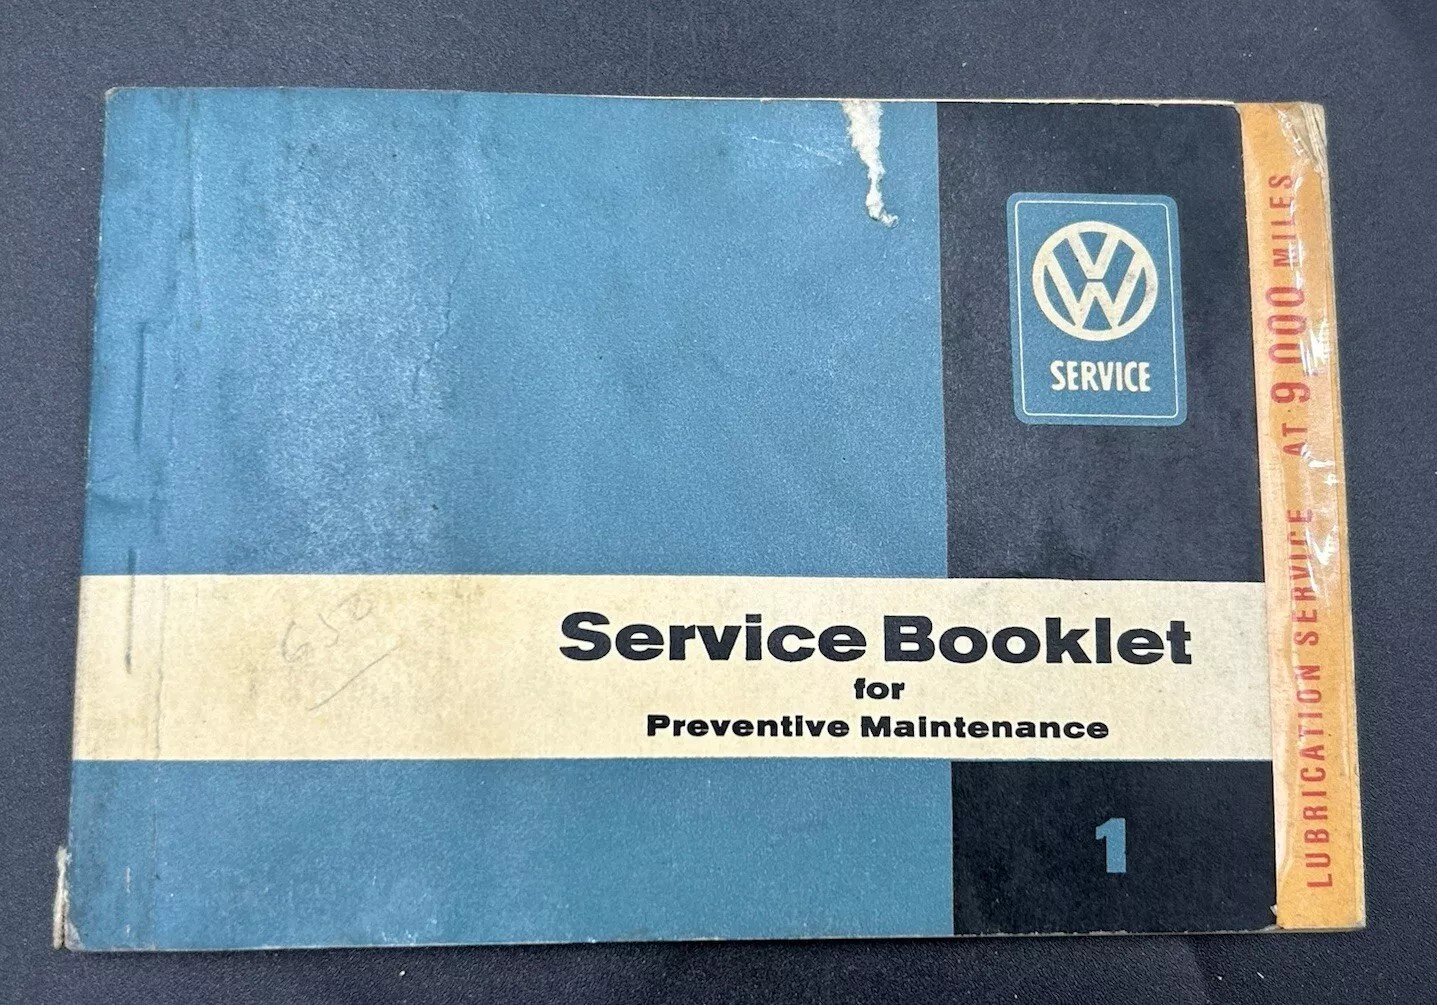 VW
SERVICE
Service Booklet
for
Preventive Maintenance
1
LUBRICATION SERVICE AT 9,000 MILES